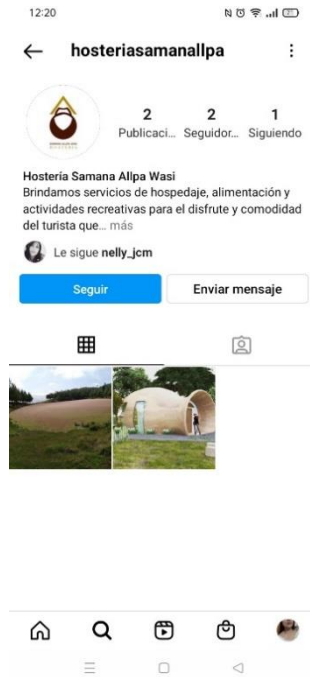 12:20
hosteriasamanallpa
2 2 1
Publicaci... Seguidor... Siguiendo
Hostería Samana Allpa Wasi
Brindamos servicios de hospedaje, alimentación y
actividades recreativas para el disfrute y comodidad
del turista que... más
Le sigue nelly_jcm
Seguir Enviar mensaje